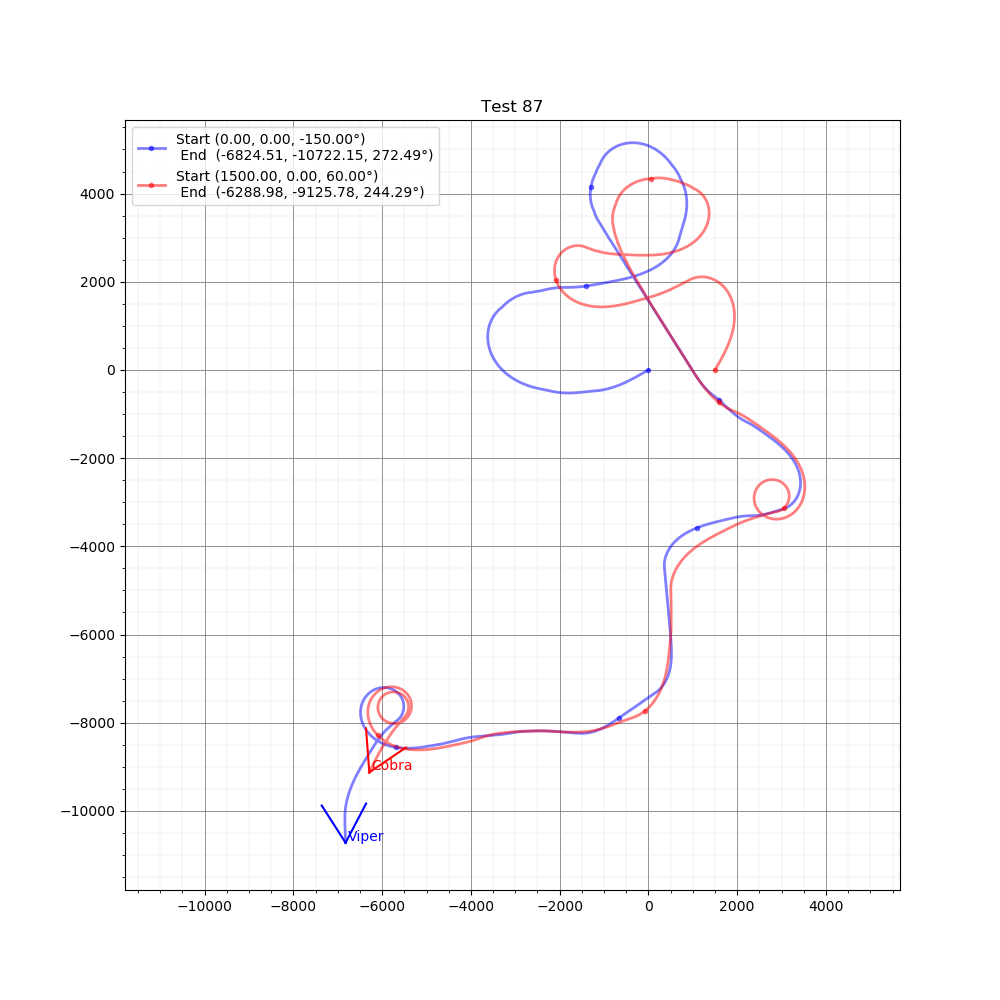 Test 87
Start (0.00, 0.00, -150.00°)
End  (-6824.51, -10722.15, 272.49°)
Start (1500.00, 0.00, 60.00°)
End  (-6288.98, -9125.78, 244.29°)
4000
2000
0
−2000
−4000
−6000
−8000
−10000
Cobra
Viper
−10000 −8000 −6000 −4000 −2000 0 2000 4000